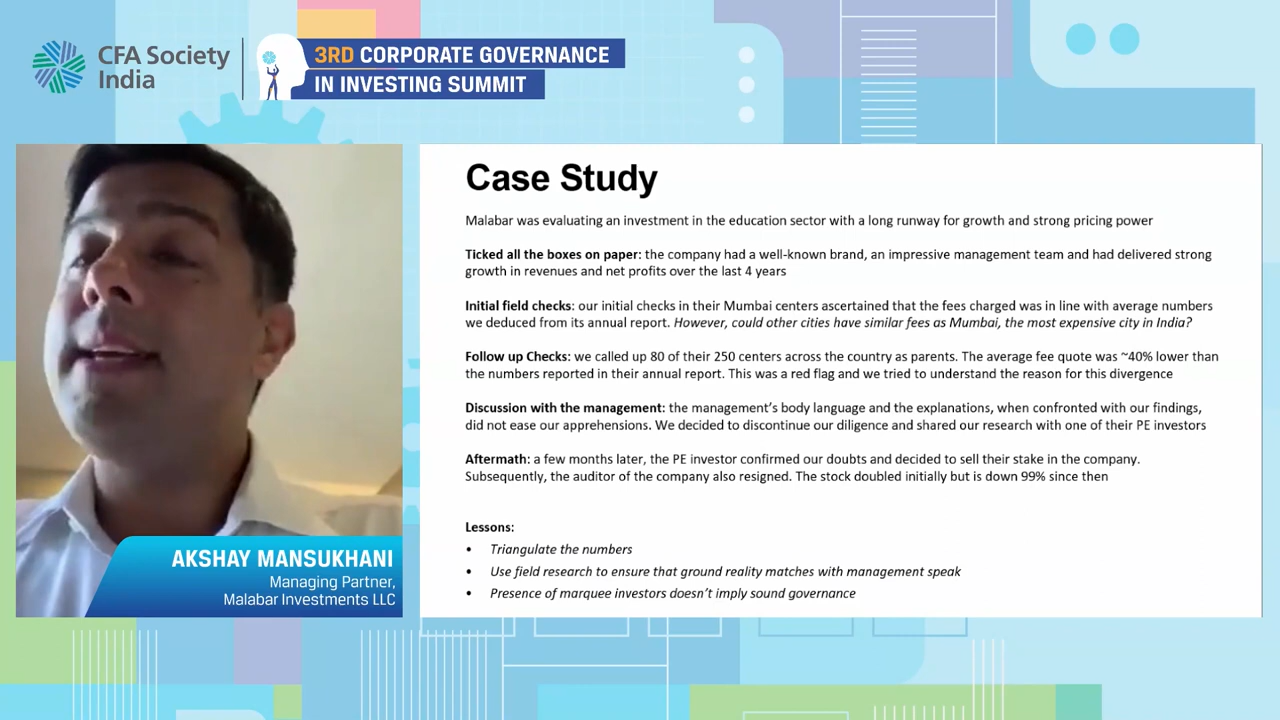 CFA Society
India
3RD CORPORATE GOVERNANCE
IN INVESTING SUMMIT
Case Study
Malabar was evaluating an investment in the education sector with a long runway for growth and strong pricing power
Ticked all the boxes on paper: the company had a well-known brand, an impressive management team and had delivered strong
growth in revenues and net profits over the last 4 years
Initial field checks: our initial checks in their Mumbai centers ascertained that the fees charged was in line with average numbers
we deduced from its annual report. However, could other cities have similar fees as Mumbai, the most expensive city in India?
Follow up Checks: we called up 80 of their 250 centers across the country as parents. The average fee quote was ~40% lower than
the numbers reported in their annual report. This was a red flag and we tried to understand the reason for this divergence
Discussion with the management: the management's body language and the explanations, when confronted with our findings,
did not ease our apprehensions. We decided to discontinue our diligence and shared our research with one of their PE investors
Aftermath: a few months later, the PE investor confirmed our doubts and decided to sell their stake in the company.
Subsequently, the auditor of the company also resigned. The stock doubled initially but is down 99% since then
Lessons:
• Triangulate the numbers
• Use field research to ensure that ground reality matches with management speak
• Presence of marquee investors doesn't imply sound governance
AKSHAY MANSUKHANI
Managing Partner,
Malabar Investments LLC